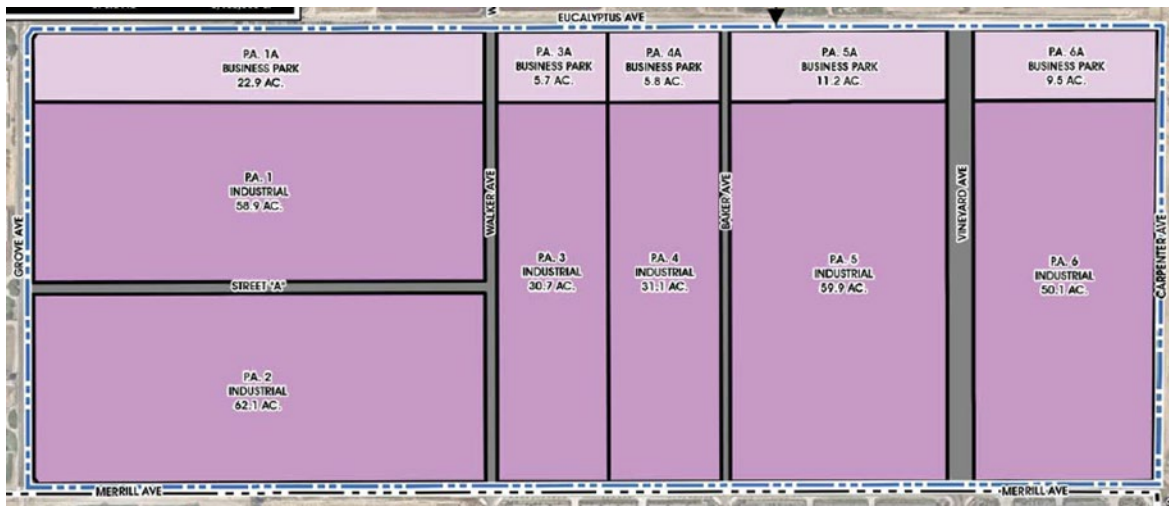 EUCALYPTUS AVE
P.A. 1A
BUSINESS PARK
22.9 AC.
P.A. 3A
BUSINESS PARK
5.7 AC.
P.A. 4A
BUSINESS PARK
5.8 AC.
P.A. 5A
BUSINESS PARK
11.2 AC.
P.A. 6A
BUSINESS PARK
9.5 AC.
P.A. 1
INDUSTRIAL
58.9 AC.
GROVE AVE
WALKER AVE
BAKER AVE
VINEYARD AVE
CARPENTER AVE
STREET "A"
P.A. 3
INDUSTRIAL
30.7 AC.
P.A. 4
INDUSTRIAL
31.1 AC.
P.A. 5
INDUSTRIAL
59.9 AC.
P.A. 6
INDUSTRIAL
50.1 AC.
P.A. 2
INDUSTRIAL
62.1 AC.
MERRILL AVE
MERRILL AVE